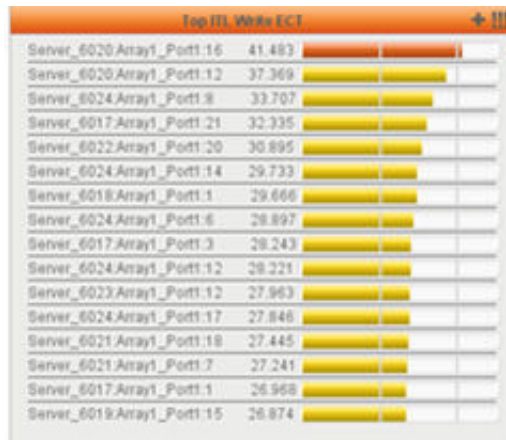 Top ITL Write ECT
Server_6020:Array1_Port1:16 41.483
Server_6020:Array1_Port1:12 37.369
Server_6024:Array1_Port1:8 33.707
Server_6017:Array1_Port1:21 32.335
Server_6022:Array1_Port1:20 30.895
Server_6024:Array1_Port1:14 29.733
Server_6018:Array1_Port1:1 29.666
Server_6024:Array1_Port1:6 28.897
Server_6017:Array1_Port1:3 28.243
Server_6024:Array1_Port1:12 28.221
Server_6023:Array1_Port1:12 27.963
Server_6024:Array1_Port1:17 27.846
Server_6021:Array1_Port1:18 27.445
Server_6021:Array1_Port1:7 27.241
Server_6017:Array1_Port1:1 26.968
Server_6019:Array1_Port1:15 26.874